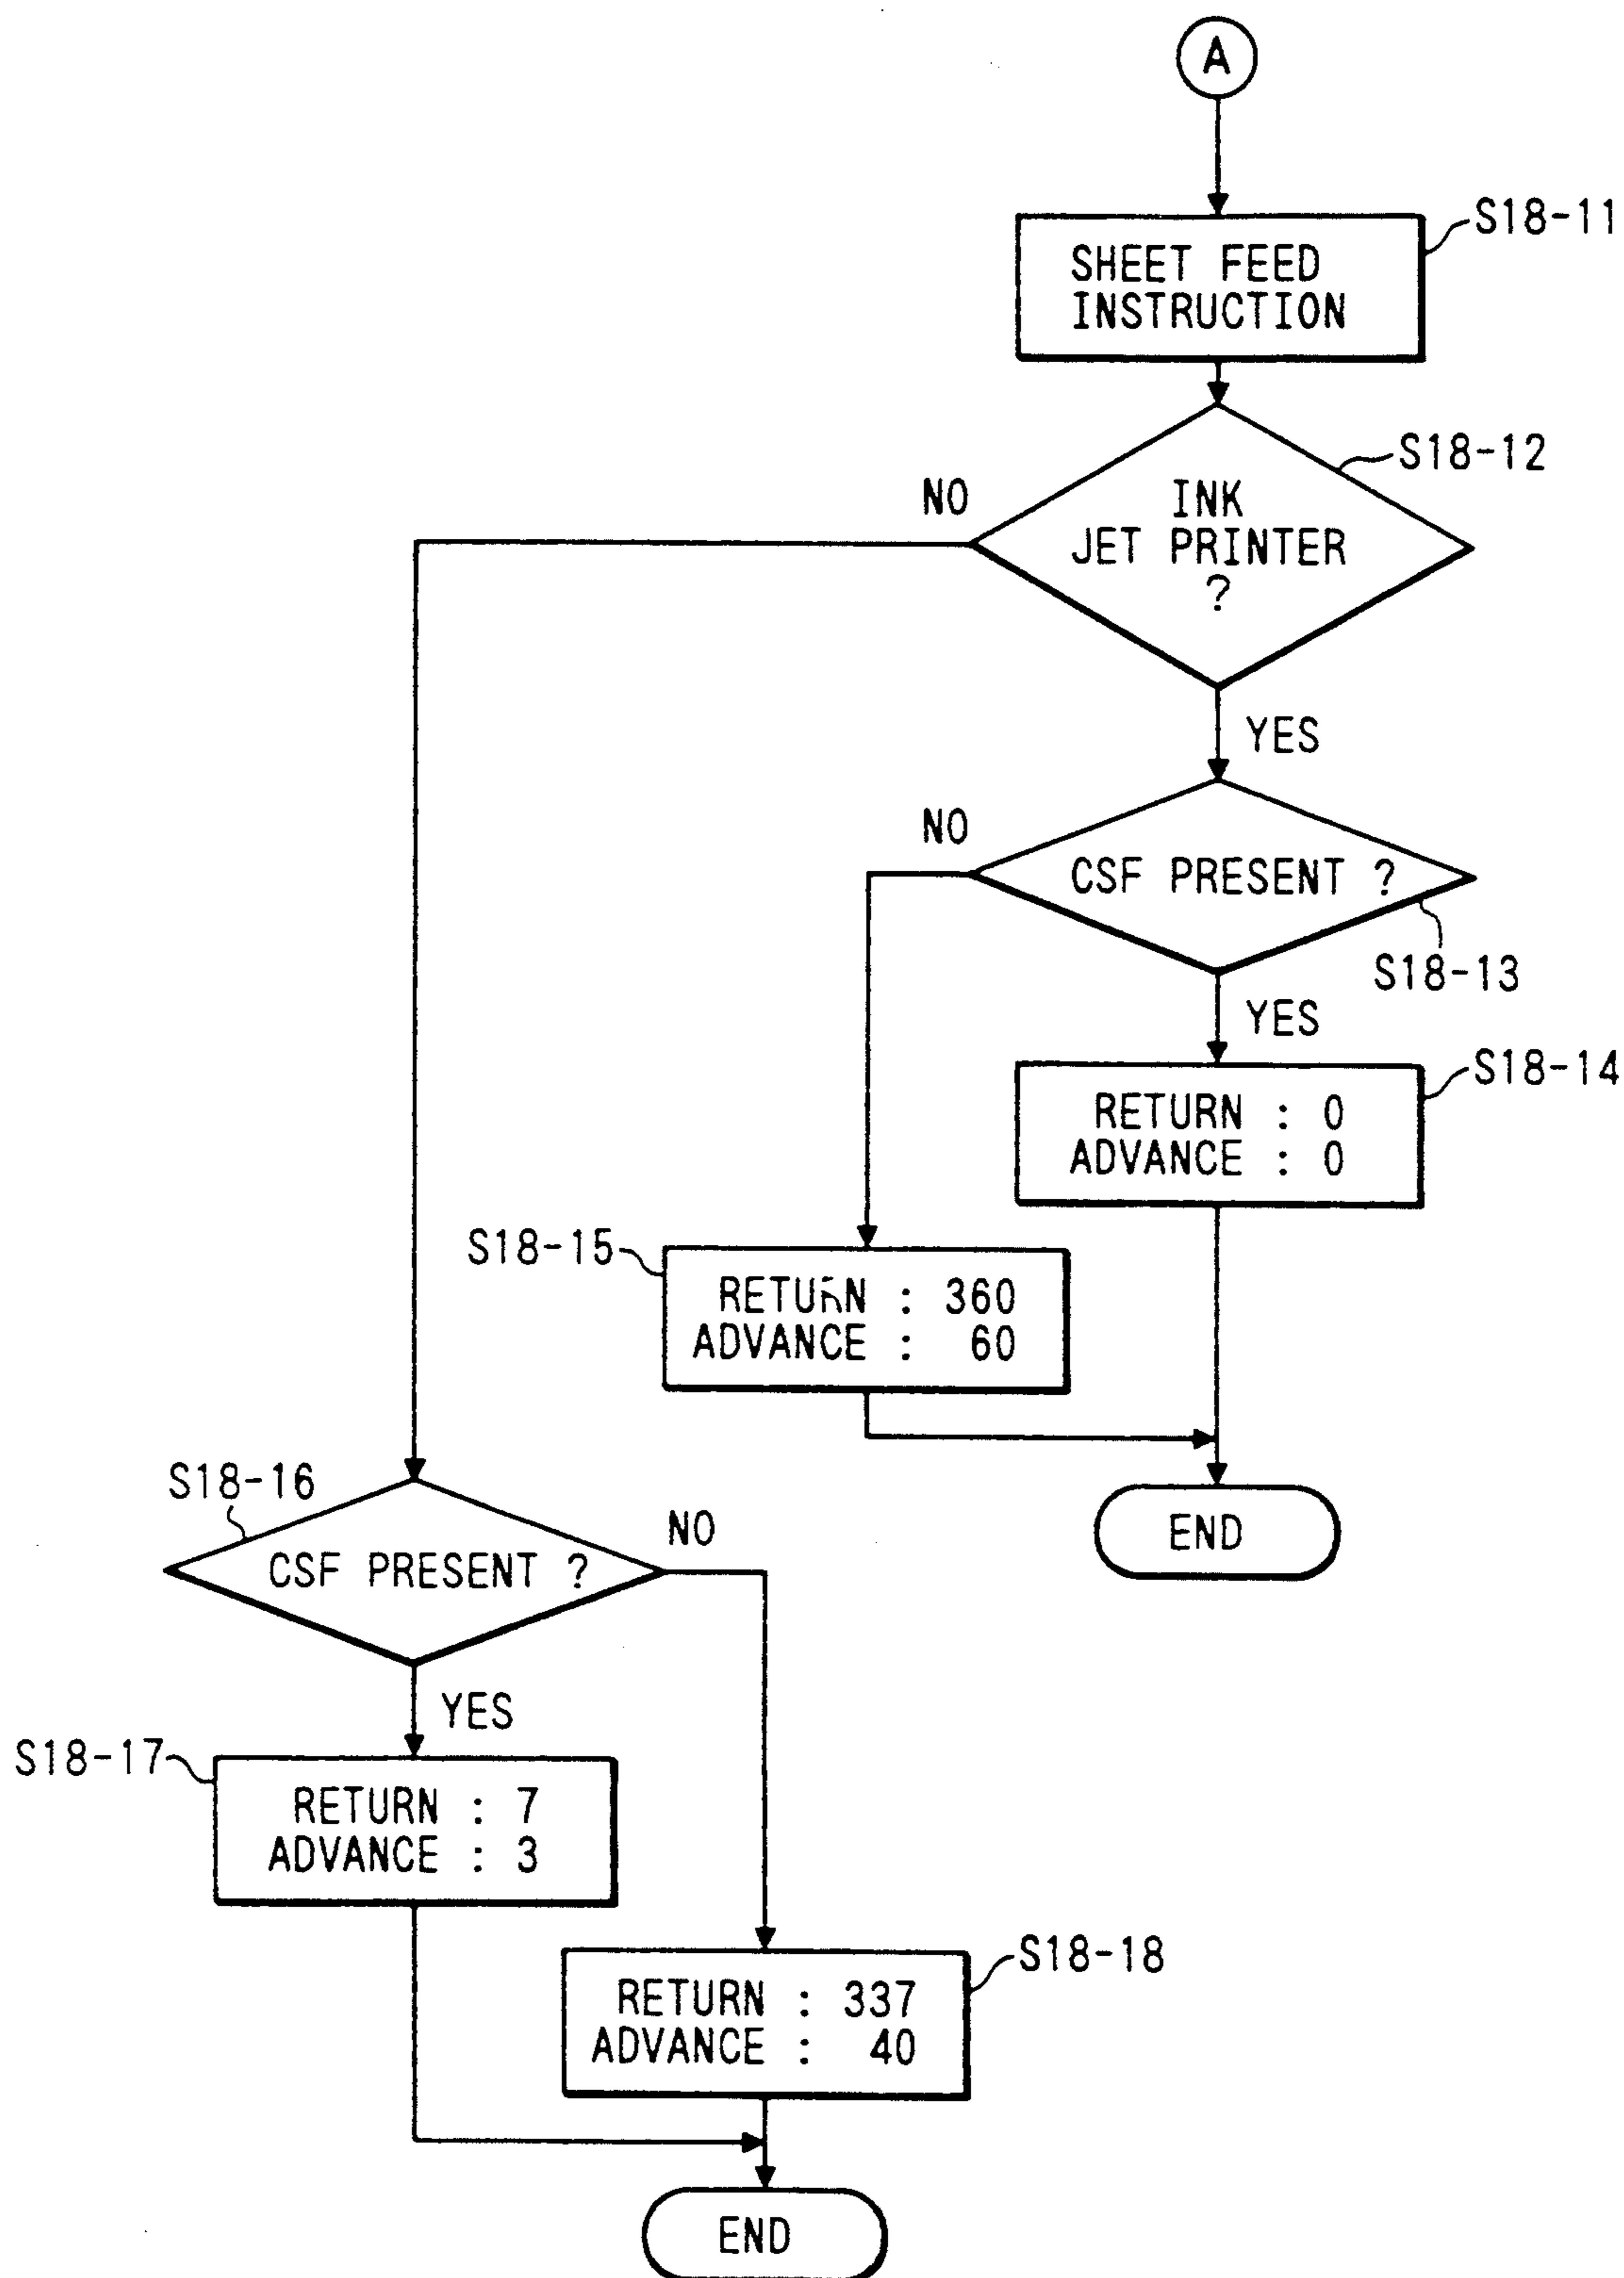 A
S18-11
SHEET FEED
INSTRUCTION
S18-12
NO
INK
JET PRINTER
?
YES
NO
CSF PRESENT ?
S18-13
YES
S18-14
RETURN : 0
ADVANCE : 0
S18-15
RETURN : 360
ADVANCE : 60
S18-16
NO
END
CSF PRESENT ?
YES
S18-17
RETURN : 7
ADVANCE : 3
S18-18
RETURN : 337
ADVANCE : 40
END